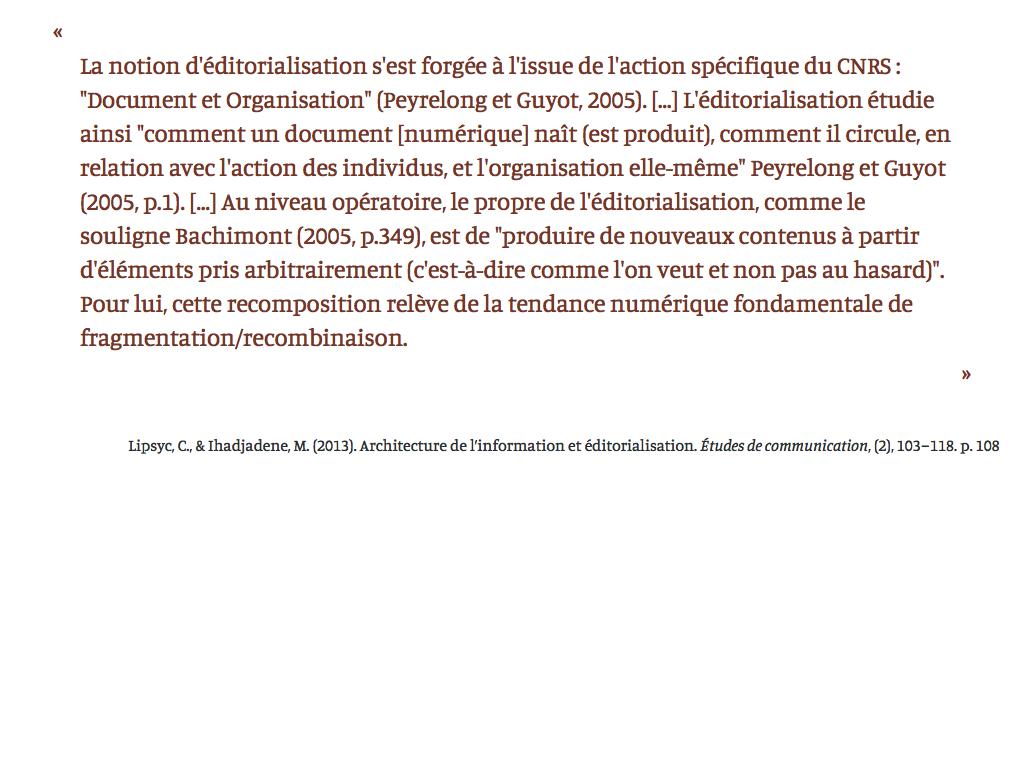 «
La notion d'éditorialisation s'est forgée à l'issue de l'action spécifique du CNRS :
"Document et Organisation" (Peyrelong et Guyot, 2005). [...] L'éditorialisation étudie
ainsi "comment un document [numérique] naît (est produit), comment il circule, en
relation avec l'action des individus, et l'organisation elle-même" Peyrelong et Guyot
(2005, p.1). [...] Au niveau opératoire, le propre de l'éditorialisation, comme le
souligne Bachimont (2005, p.349), est de "produire de nouveaux contenus à partir
d'éléments pris arbitrairement (c'est-à-dire comme l'on veut et non pas au hasard)".
Pour lui, cette recomposition relève de la tendance numérique fondamentale de
fragmentation/recombinaison.
»
Lipsyc, C., & Ihadjadene, M. (2013). Architecture de l’information et éditorialisation. Études de communication, (2), 103–118. p. 108